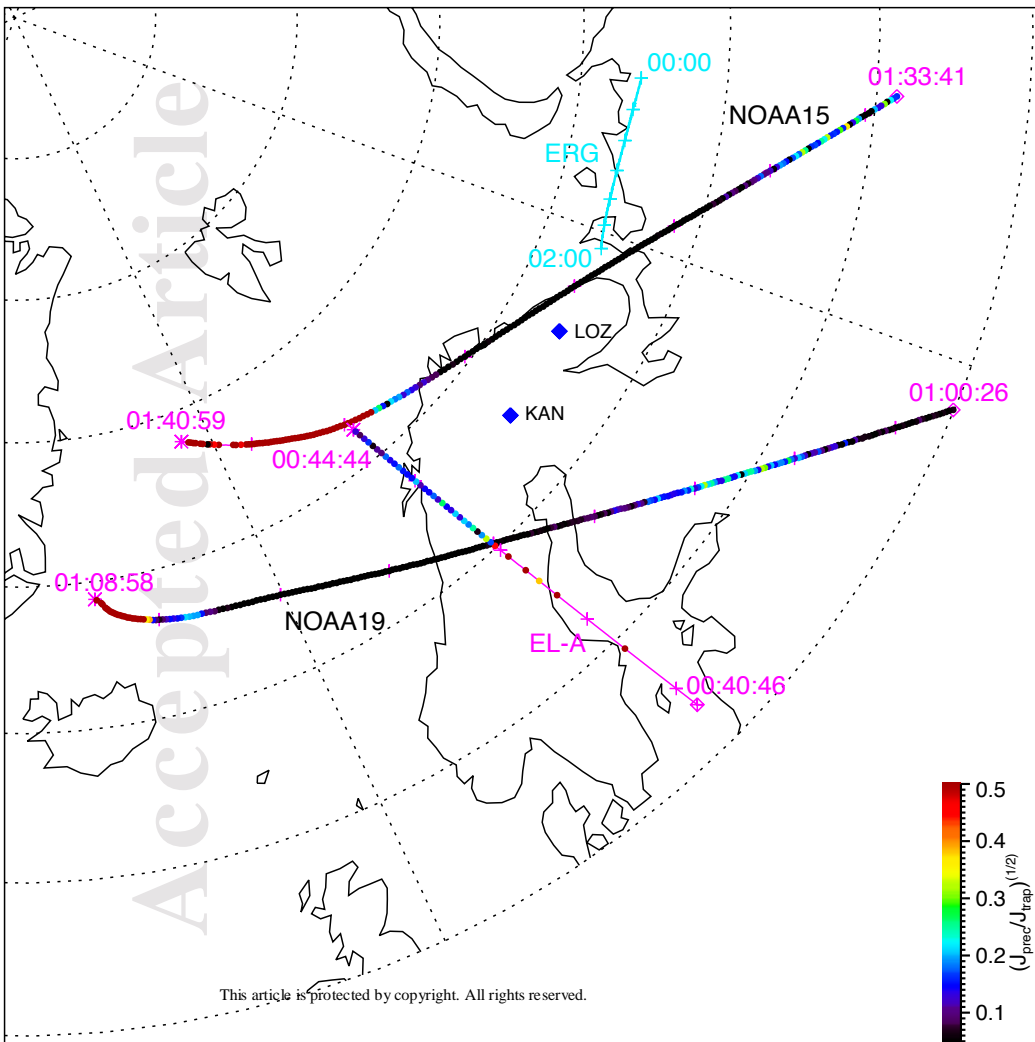 00:00
01:33:41
NOAA15
ERG
02:00
LOZ
01:00:26
KAN
01:40:59
00:44:44
01:08:58
NOAA19
EL-A
00:40:46
Accepted Article
0.5
0.4
0.3
0.2
0.1
(Jprec/Jtrap)(1/2)
This article is protected by copyright. All rights reserved.